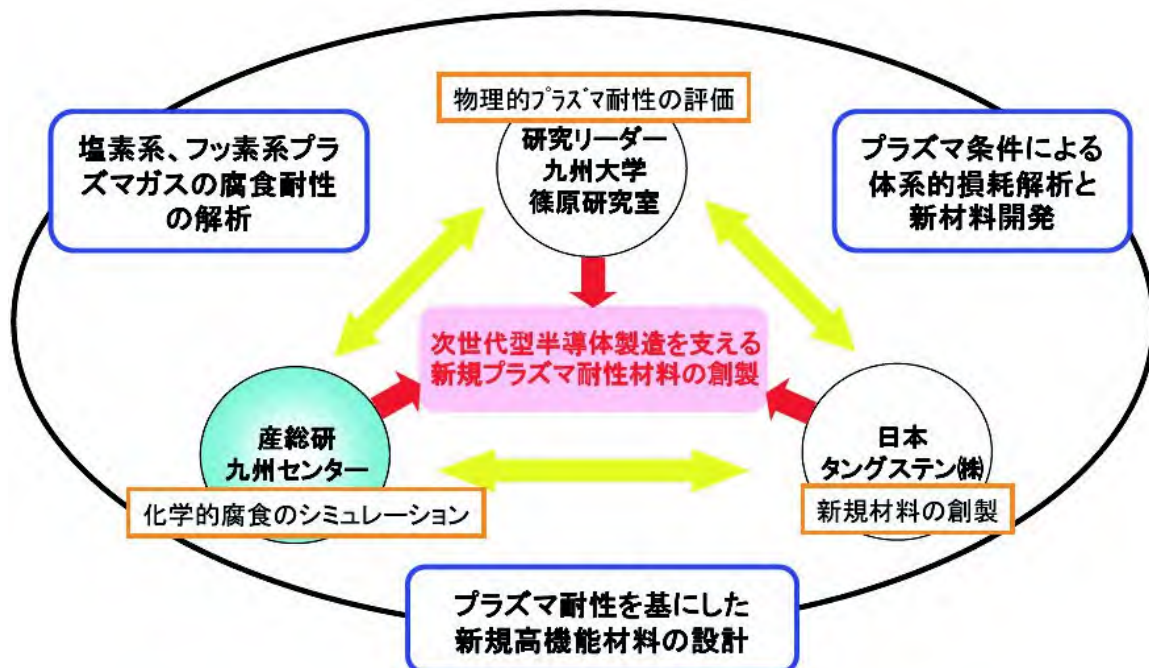 物理的プラズマ耐性の評価
研究リーダー
九州大学
篠原研究室
塩素系、フッ素系プラ
ズマガスの腐食耐性
の解析
プラズマ条件による
体系的損耗解析と
新材料開発
次世代型半導体製造を支える
新規プラズマ耐性材料の創製
産総研
九州センター
化学的腐食のシミュレーション
日本
タングステン㈱
新規材料の創製
プラズマ耐性を基にした
新規高機能材料の設計